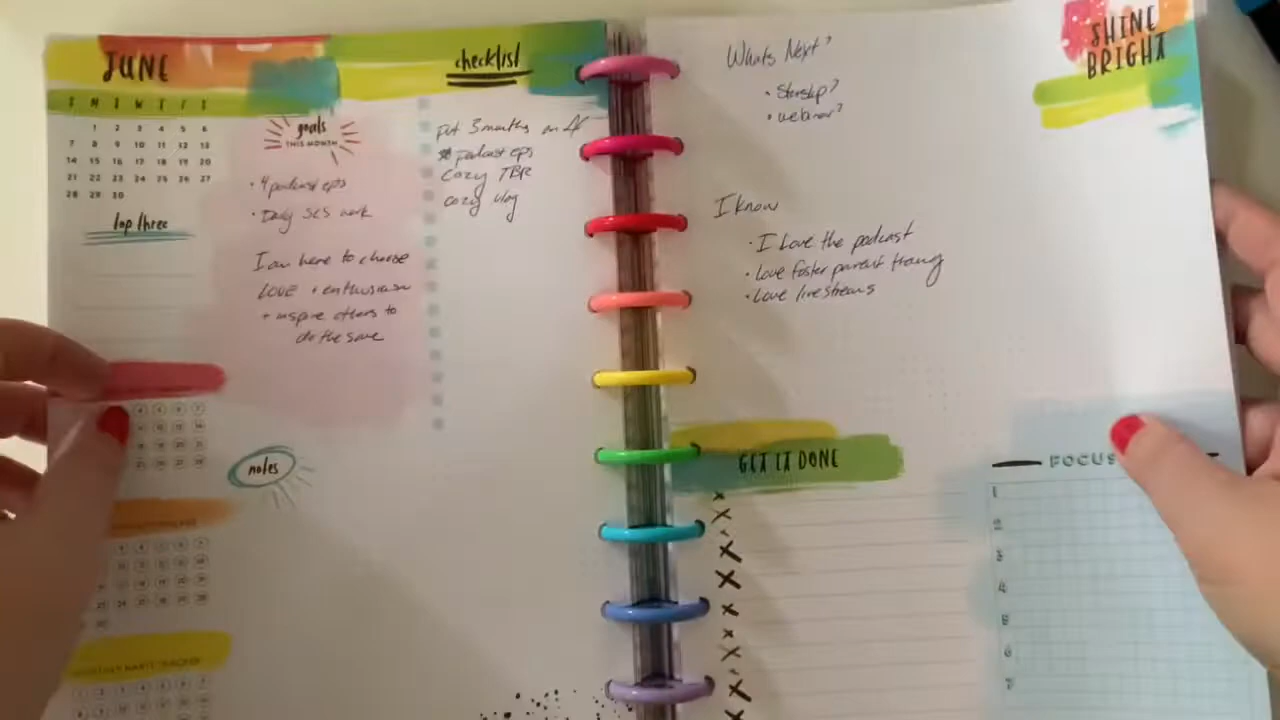 JUNE
S M T W T F S
1 2 3 4 5 6
7 8 9 10 11 12 13
14 15 16 17 18 19 20
21 22 23 24 25 26 27
28 29 30
top three
goals
THIS MONTH
• 4 podcast eps
• Daily SCS work
I am here to choose
LOVE + enthusiasm
+ inspire others to
do the same
checklist
put 3 months on
podcast eps
Cozy TBR
cozy vlog
notes
MONTHLY HABIT TRACKER
SHINE
BRIGHT
Whats Next?
• Startup?
• webinar?
I know
• I Love the podcast
• Love foster parent
• Love livestreams
GET IT DONE
FOCUS
1
2
3
4
5
6
7